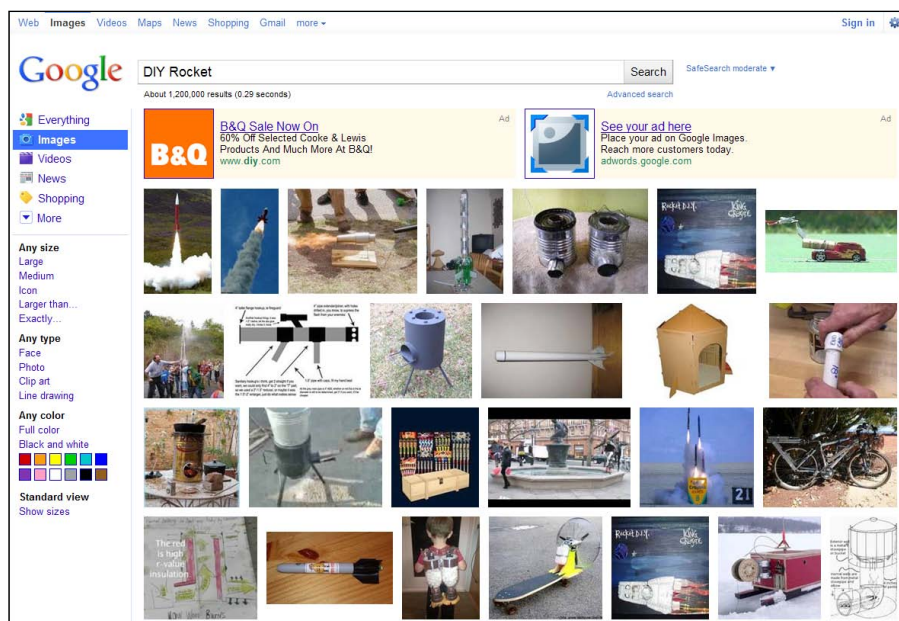 Web Images Videos Maps News Shopping Gmail more
Sign in
Google
DIY Rocket
Search
SafeSearch moderate
About 1,200,000 results (0.29 seconds)
Advanced search
Everything
Images
Videos
News
Shopping
More
Any size
Large
Medium
Icon
Larger than...
Exactly...
Any type
Face
Photo
Clip art
Line drawing
Any color
Full color
Black and white
Standard view
Show sizes
B&Q
B&Q Sale Now On
Ad
60% Off Selected Cooke & Lewis
Products And Much More At B&Q!
www.diy.com
See your ad here
Ad
Place your ad on Google Images.
Reach more customers today.
adwords.google.com
Rocket D.I.Y.
King
Creosote
21
The red
is high
r-value
insulation.
Rocket D.I.Y.
King
Creosote